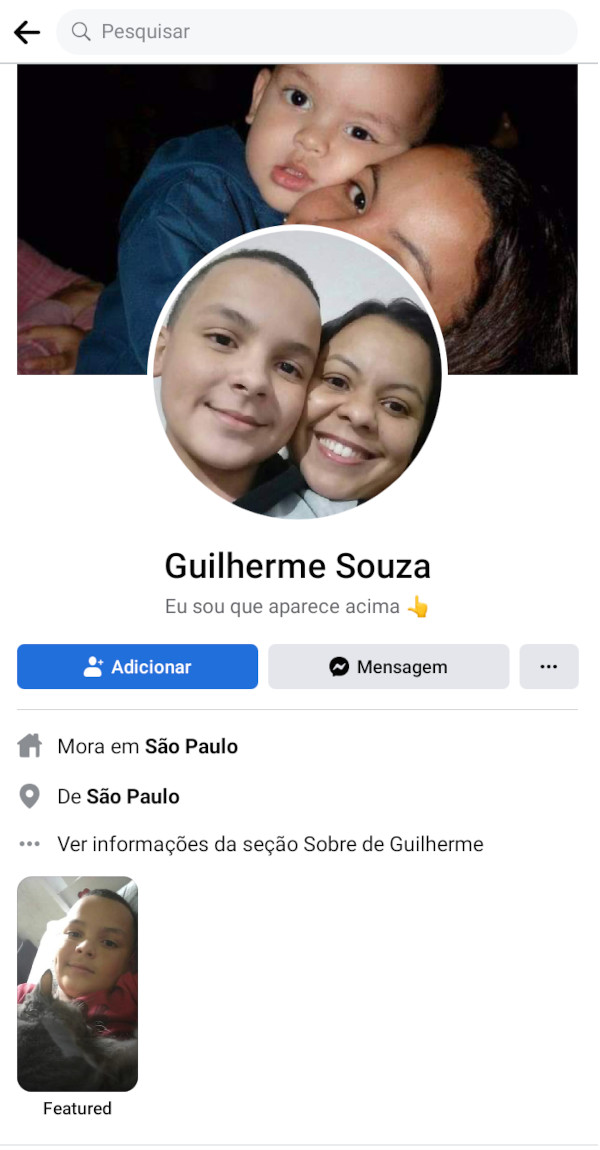 Pesquisar
Guilherme Souza
Eu sou que aparece acima 👆
Adicionar
Mensagem
Mora em São Paulo
De São Paulo
Ver informações da seção Sobre de Guilherme
Featured